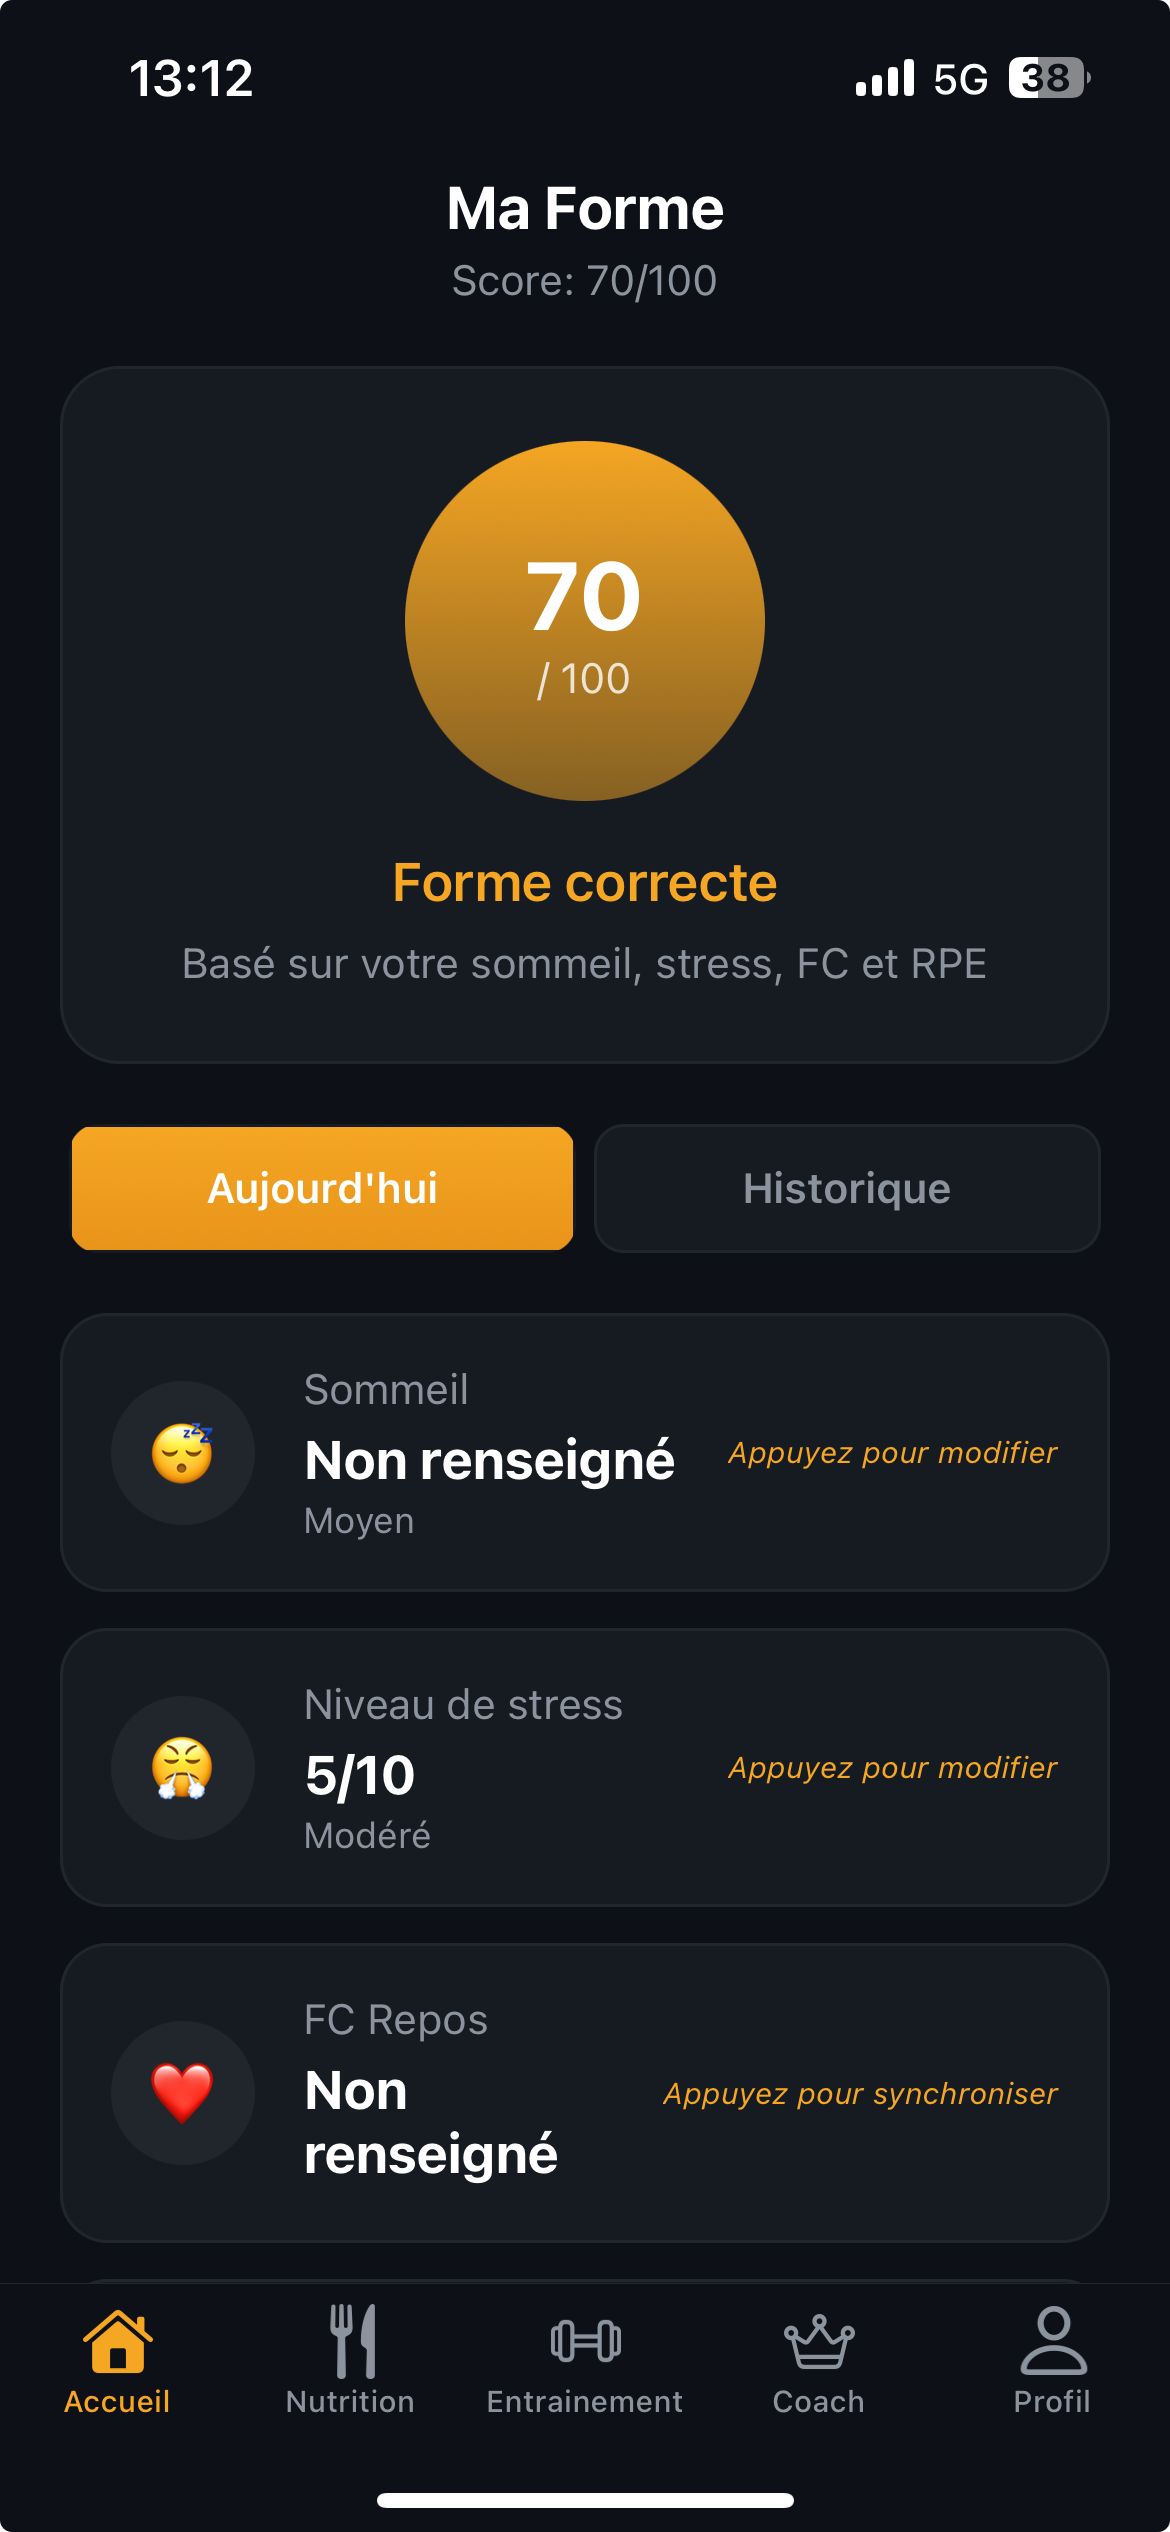 13:12
5G 38
Ma Forme
Score: 70/100
70
/ 100
Forme correcte
Basé sur votre sommeil, stress, FC et RPE
Aujourd'hui
Historique
Sommeil
Non renseigné
Appuyez pour modifier
Moyen
Niveau de stress
5/10
Appuyez pour modifier
Modéré
FC Repos
Non
renseigné
Appuyez pour synchroniser
Accueil
Nutrition
Entrainement
Coach
Profil